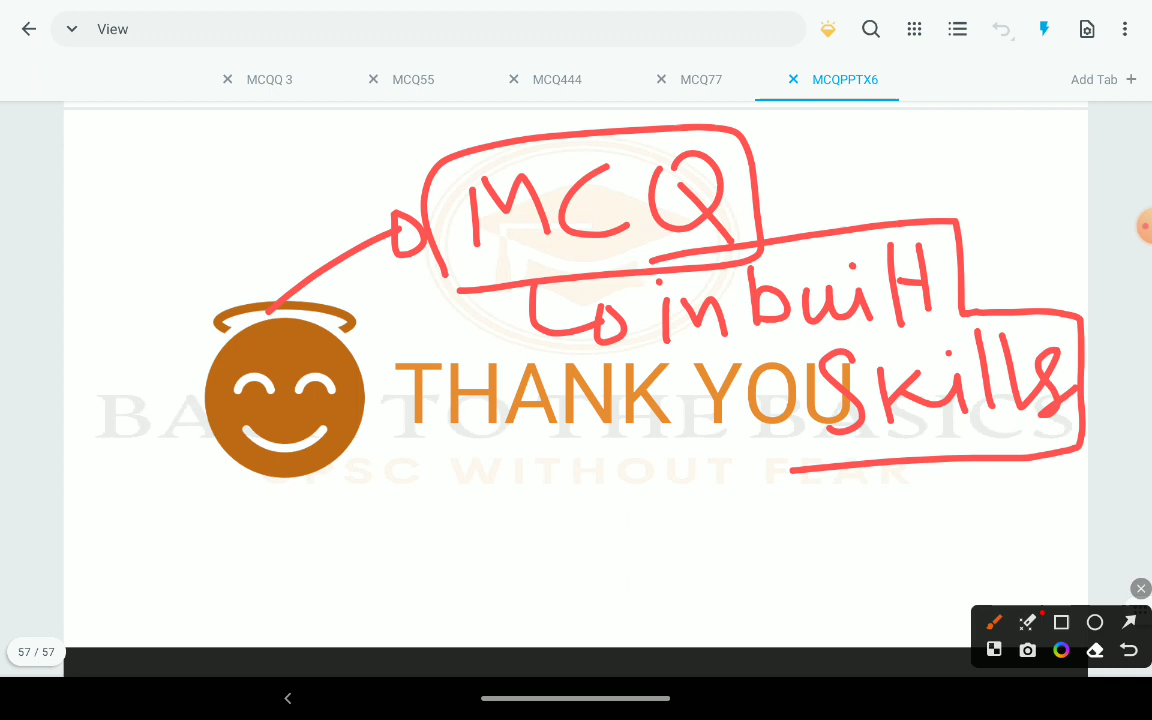 View
MCQQ 3
MCQ55
MCQ444
MCQ77
MCQPPTX6
Add Tab
MCQ
inbuilt
Skills
THANK YOU
BACK TO THE BASICS
UPSC WITHOUT FEAR
57 / 57